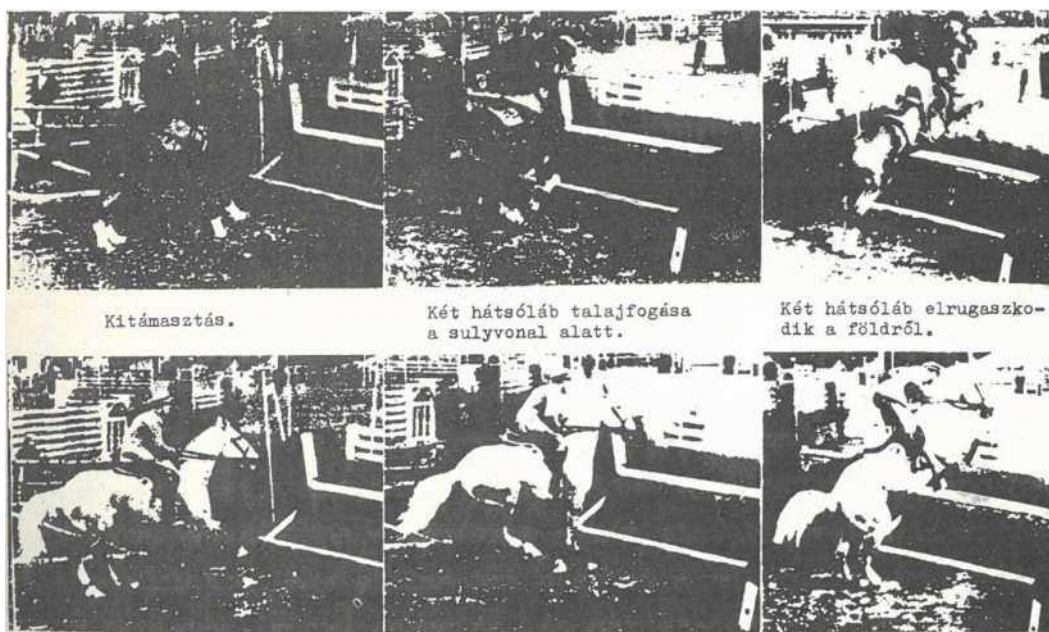 Kitámasztás.
Két hátsóláb talajfogása
a sulyvonal alatt.
Két hátsóláb elrugaszko-
dik a földről.